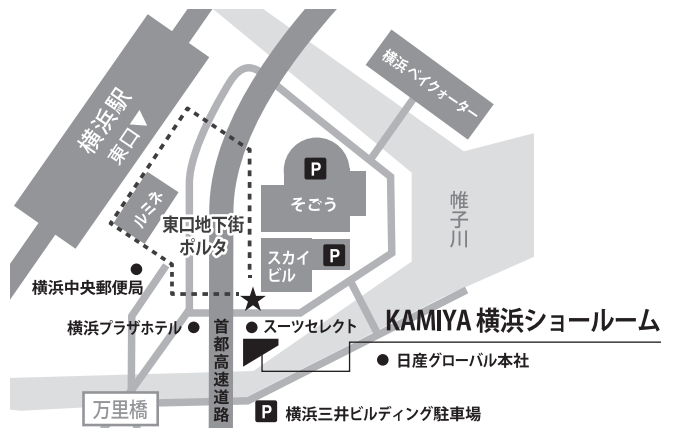 横浜駅
東口▼
横浜 ベイクォーター
P
そごう
ルミネ
東口地下街
ポルタ
帷子川
スカイ
ビル
P
横浜中央郵便局
★
横浜プラザホテル ●
首都高速道路
● スーツセレクト
KAMIYA 横浜ショールーム
● 日産グローバル本社
万里橋
P 横浜三井ビルディング駐車場